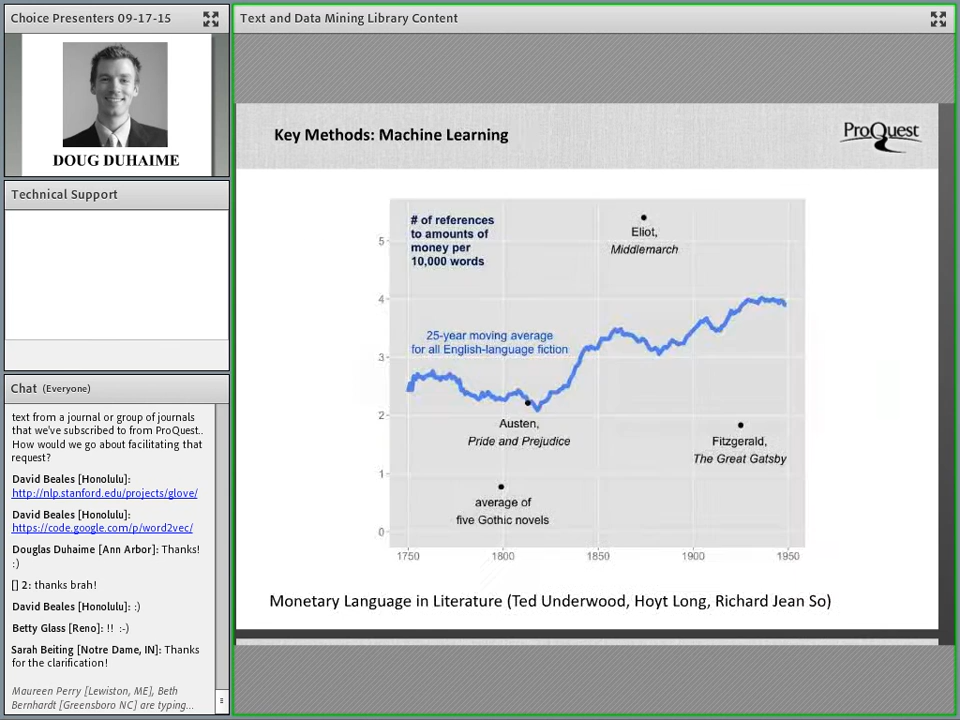 Choice Presenters 09-17-15
DOUG DUHAIME
Technical Support
Chat (Everyone)
text from a journal or group of journals
that we've subscribed to from ProQuest..
How would we go about facilitating that
request?
David Beales [Honolulu]:
http://nlp.stanford.edu/projects/glove/
David Beales [Honolulu]:
https://code.google.com/p/word2vec/
Douglas Duhaime [Ann Arbor]: Thanks!
:)
[] 2: thanks brah!
David Beales [Honolulu]: :)
Betty Glass [Reno]: !! :-)
Sarah Beiting [Notre Dame, IN]: Thanks
for the clarification!
Maureen Perry [Lewiston, ME], Beth
Bernhardt [Greensboro NC] are typing...
Text and Data Mining Library Content
Key Methods: Machine Learning
ProQuest
# of references
to amounts of
money per
10,000 words
Eliot,
Middlemarch
25-year moving average
for all English-language fiction
Austen,
Pride and Prejudice
Fitzgerald,
The Great Gatsby
average of
five Gothic novels
5
4
3
2
1
0
1750 1800 1850 1900 1950
Monetary Language in Literature (Ted Underwood, Hoyt Long, Richard Jean So)